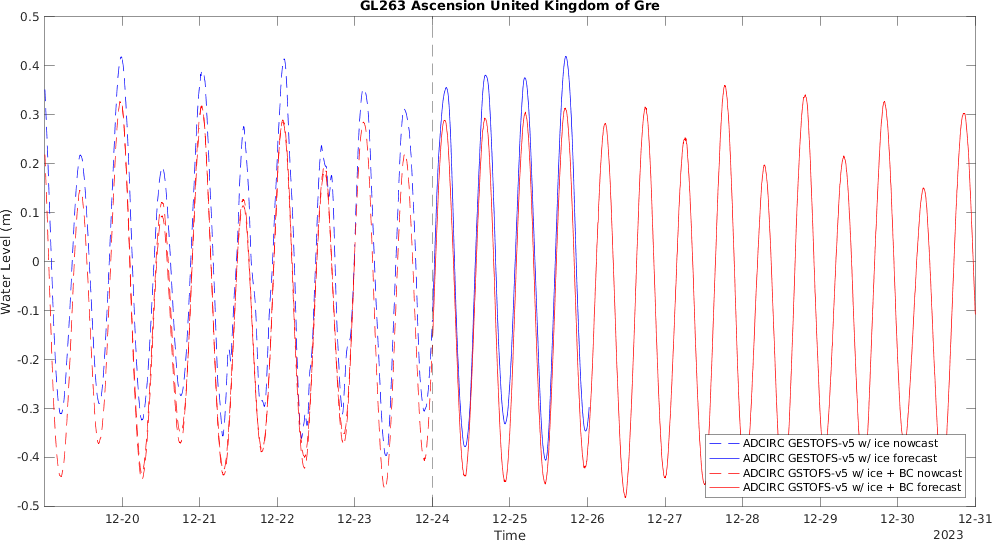 GL263 Ascension United Kingdom of Gre
0.5
0.4
0.3
0.2
0.1
0
-0.1
-0.2
-0.3
-0.4
-0.5
Water Level (m)
ADCIRC GESTOFS-v5 w/ ice nowcast
ADCIRC GESTOFS-v5 w/ ice forecast
ADCIRC GSTOFS-v5 w/ ice + BC nowcast
ADCIRC GSTOFS-v5 w/ ice + BC forecast
12-20 12-21 12-22 12-23 12-24 12-25 12-26 12-27 12-28 12-29 12-30 12-31
Time
2023